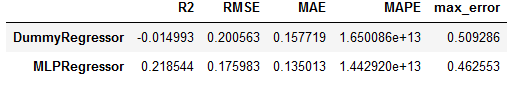 R2 RMSE MAE MAPE max_error
DummyRegressor -0.014993 0.200563 0.157719 1.650086e+13 0.509286
MLPRegressor 0.218544 0.175983 0.135013 1.442920e+13 0.462553